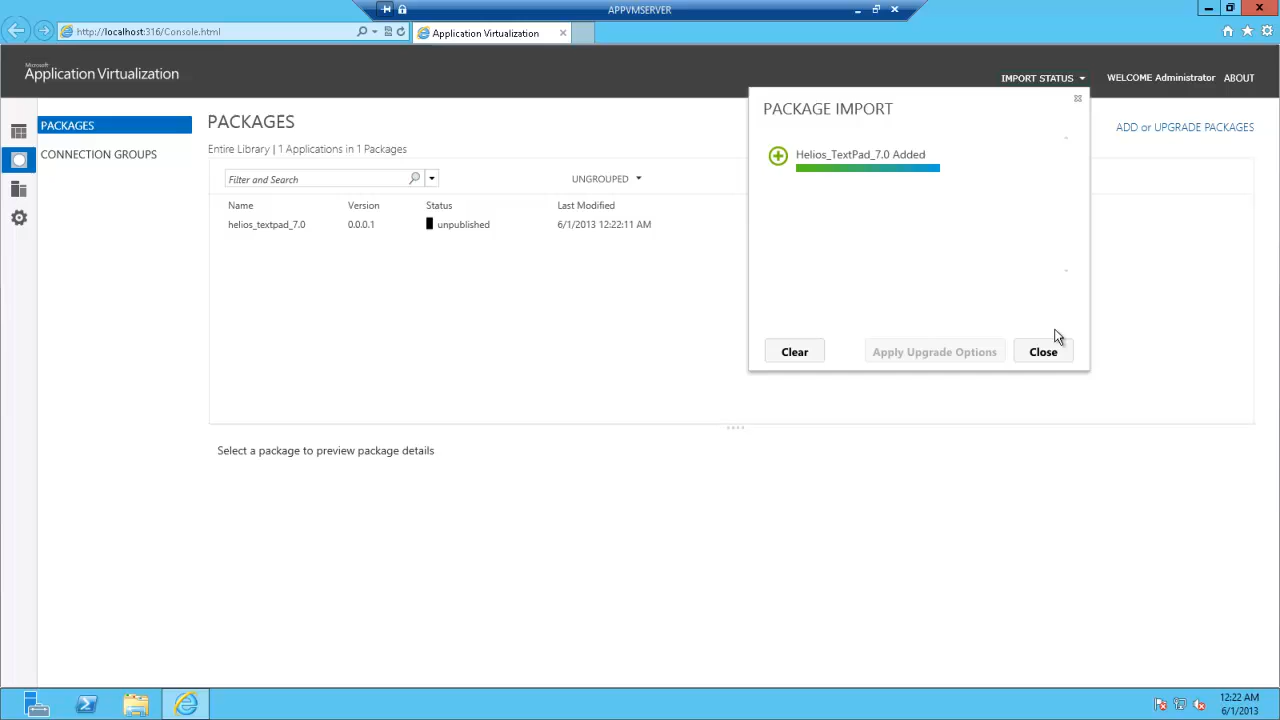 APPVMSERVER
http://localhost:316/Console.html
Application Virtualization
Microsoft
Application Virtualization
IMPORT STATUS
WELCOME Administrator
ABOUT
PACKAGES
CONNECTION GROUPS
PACKAGES
Entire Library | 1 Applications in 1 Packages
ADD or UPGRADE PACKAGES
Filter and Search
UNGROUPED
Name Version Status Last Modified
helios_textpad_7.0 0.0.0.1 unpublished 6/1/2013 12:22:11 AM
PACKAGE IMPORT
Helios_TextPad_7.0 Added
Clear
Apply Upgrade Options
Close
Select a package to preview package details
12:22 AM
6/1/2013